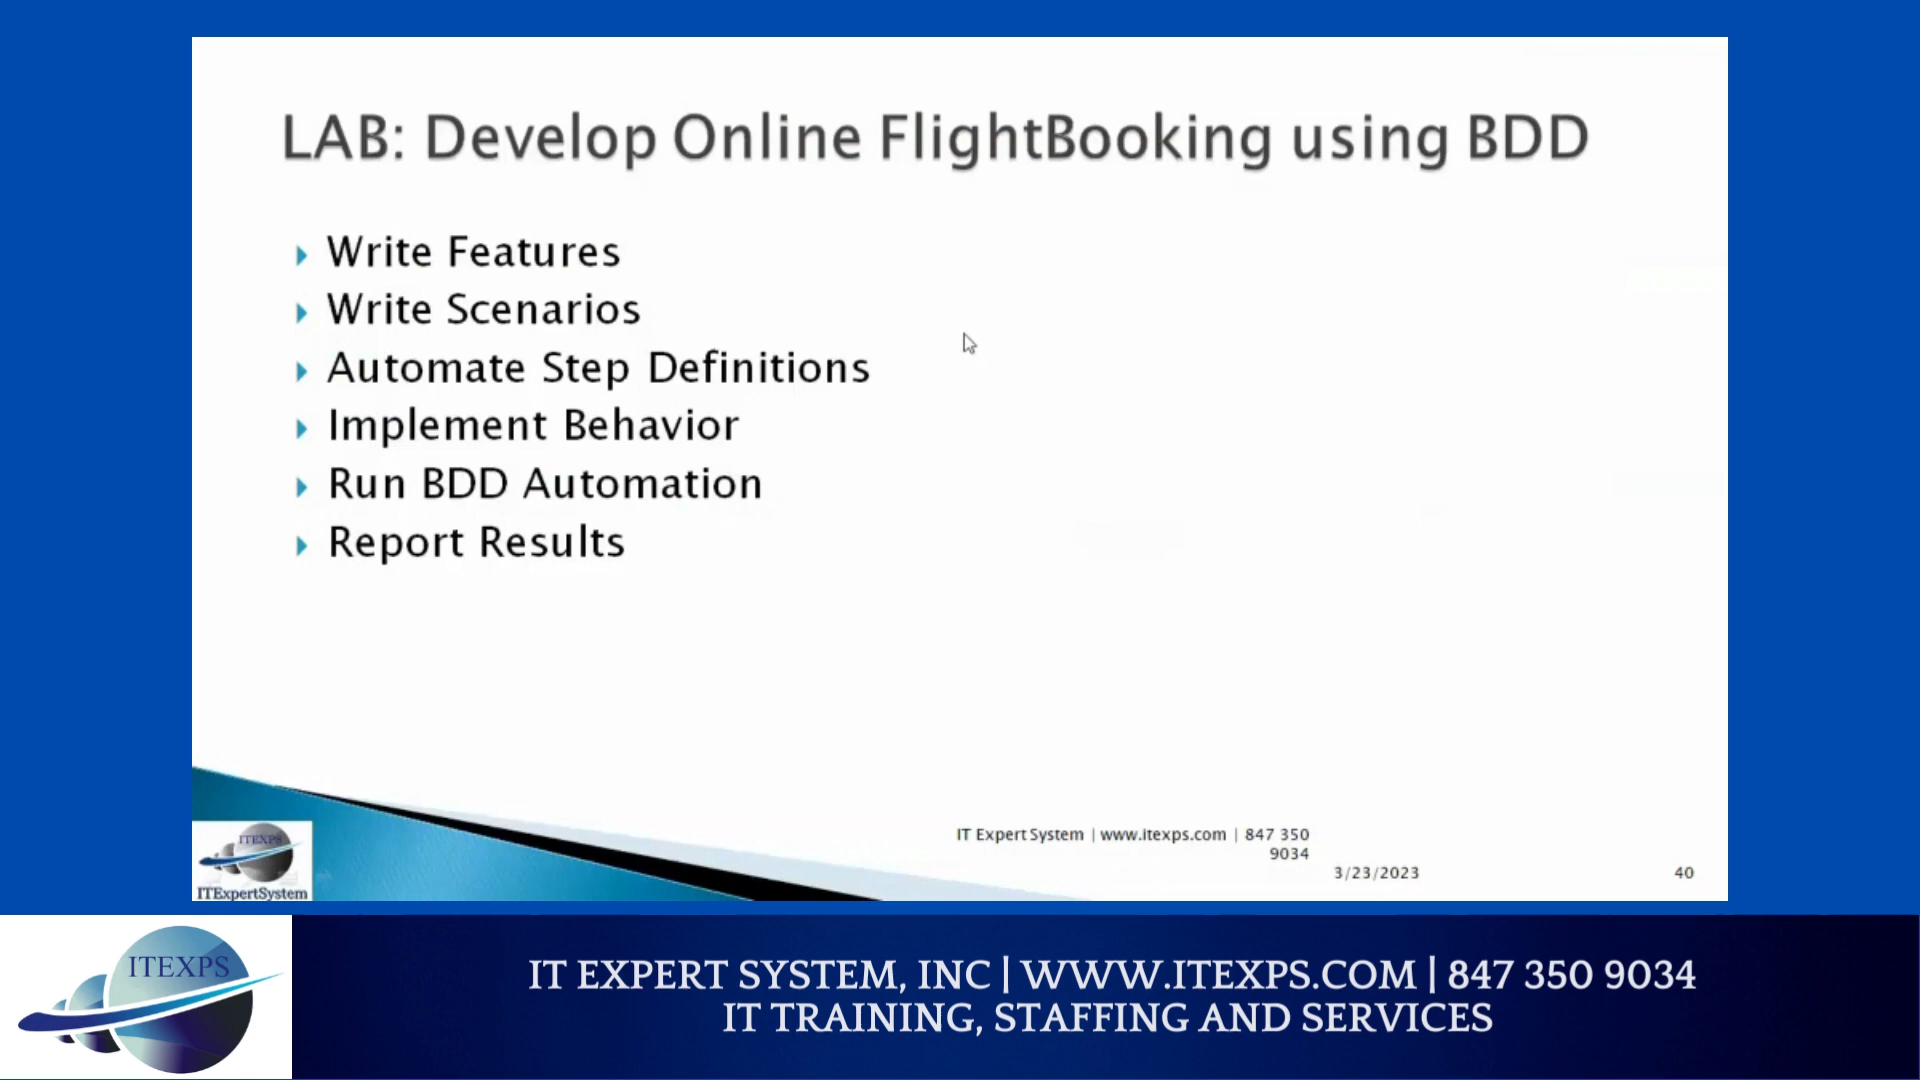 LAB: Develop Online FlightBooking using BDD
Write Features
Write Scenarios
Automate Step Definitions
Implement Behavior
Run BDD Automation
Report Results
ITEXPS
ITExpertSystem
IT Expert System | www.itexps.com | 847 350
9034
3/23/2023
40
ITEXPS
IT EXPERT SYSTEM, INC | WWW.ITEXPS.COM | 847 350 9034
IT TRAINING, STAFFING AND SERVICES